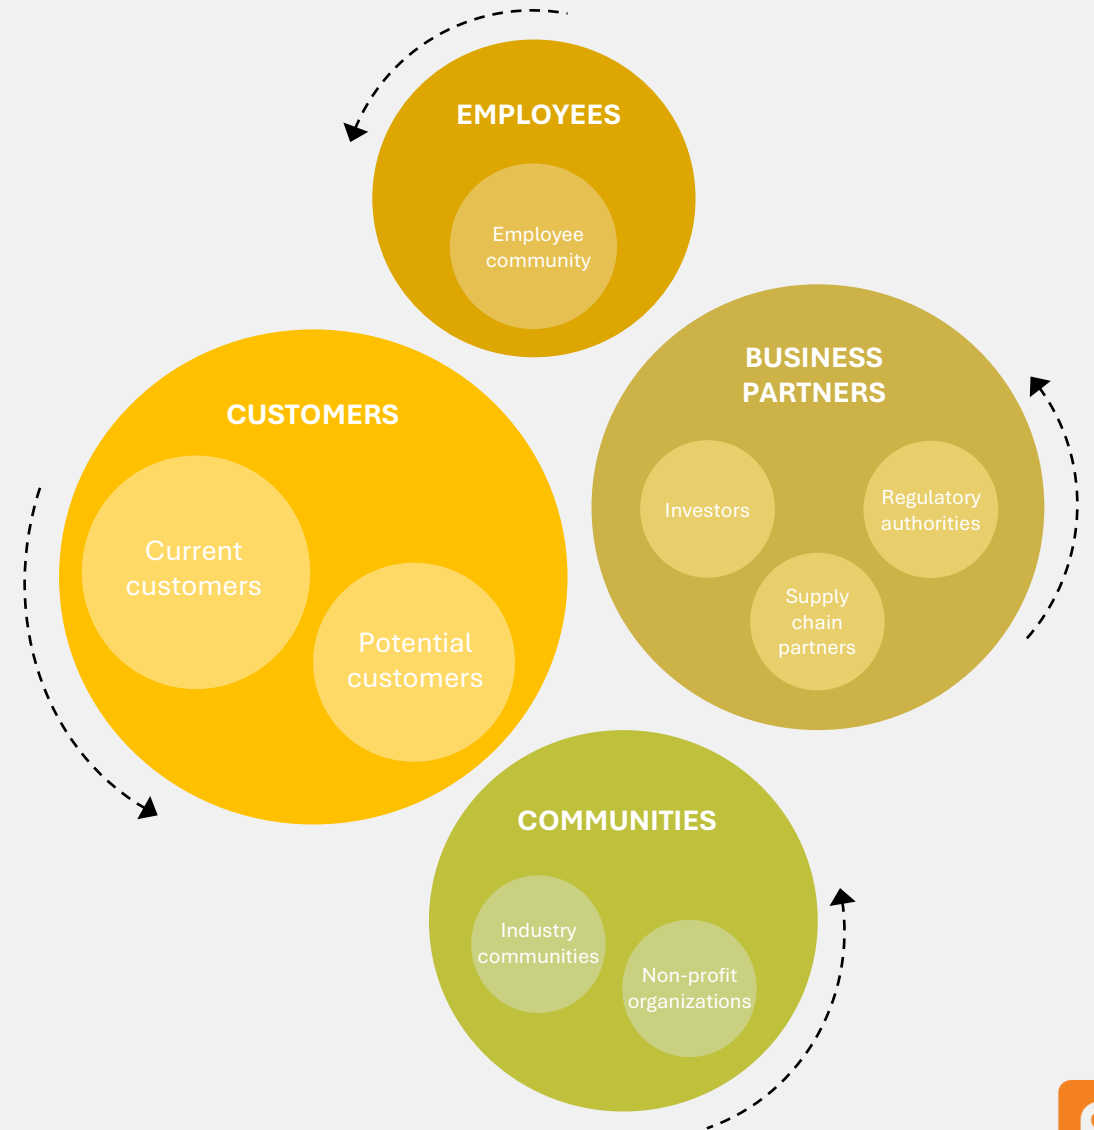 EMPLOYEES
Employee
community
BUSINESS
PARTNERS
Investors
Regulatory
authorities
Supply
chain
partners
CUSTOMERS
Current
customers
Potential
customers
COMMUNITIES
Industry
communities
Non-profit
organizations